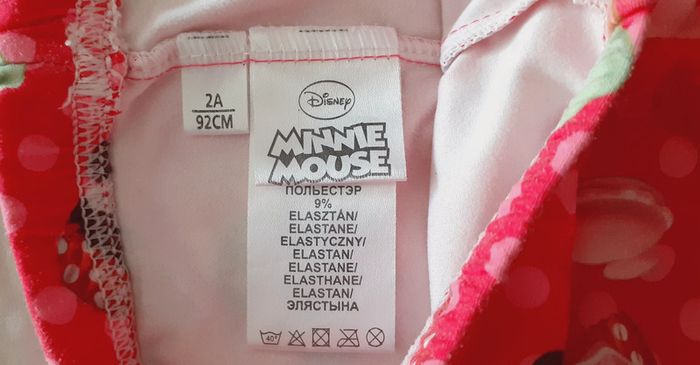 2A
92CM
Disney
MINNIE
MOUSE
ПОЛЬЕСТЭР
9%
ELASZTÁN/
ELASTANE/
ELASTYCZNY/
ELASTAN/
ELASTANE/
ELASTHANE/
ELASTAN/
ЭЛЯСТЫНА
40°